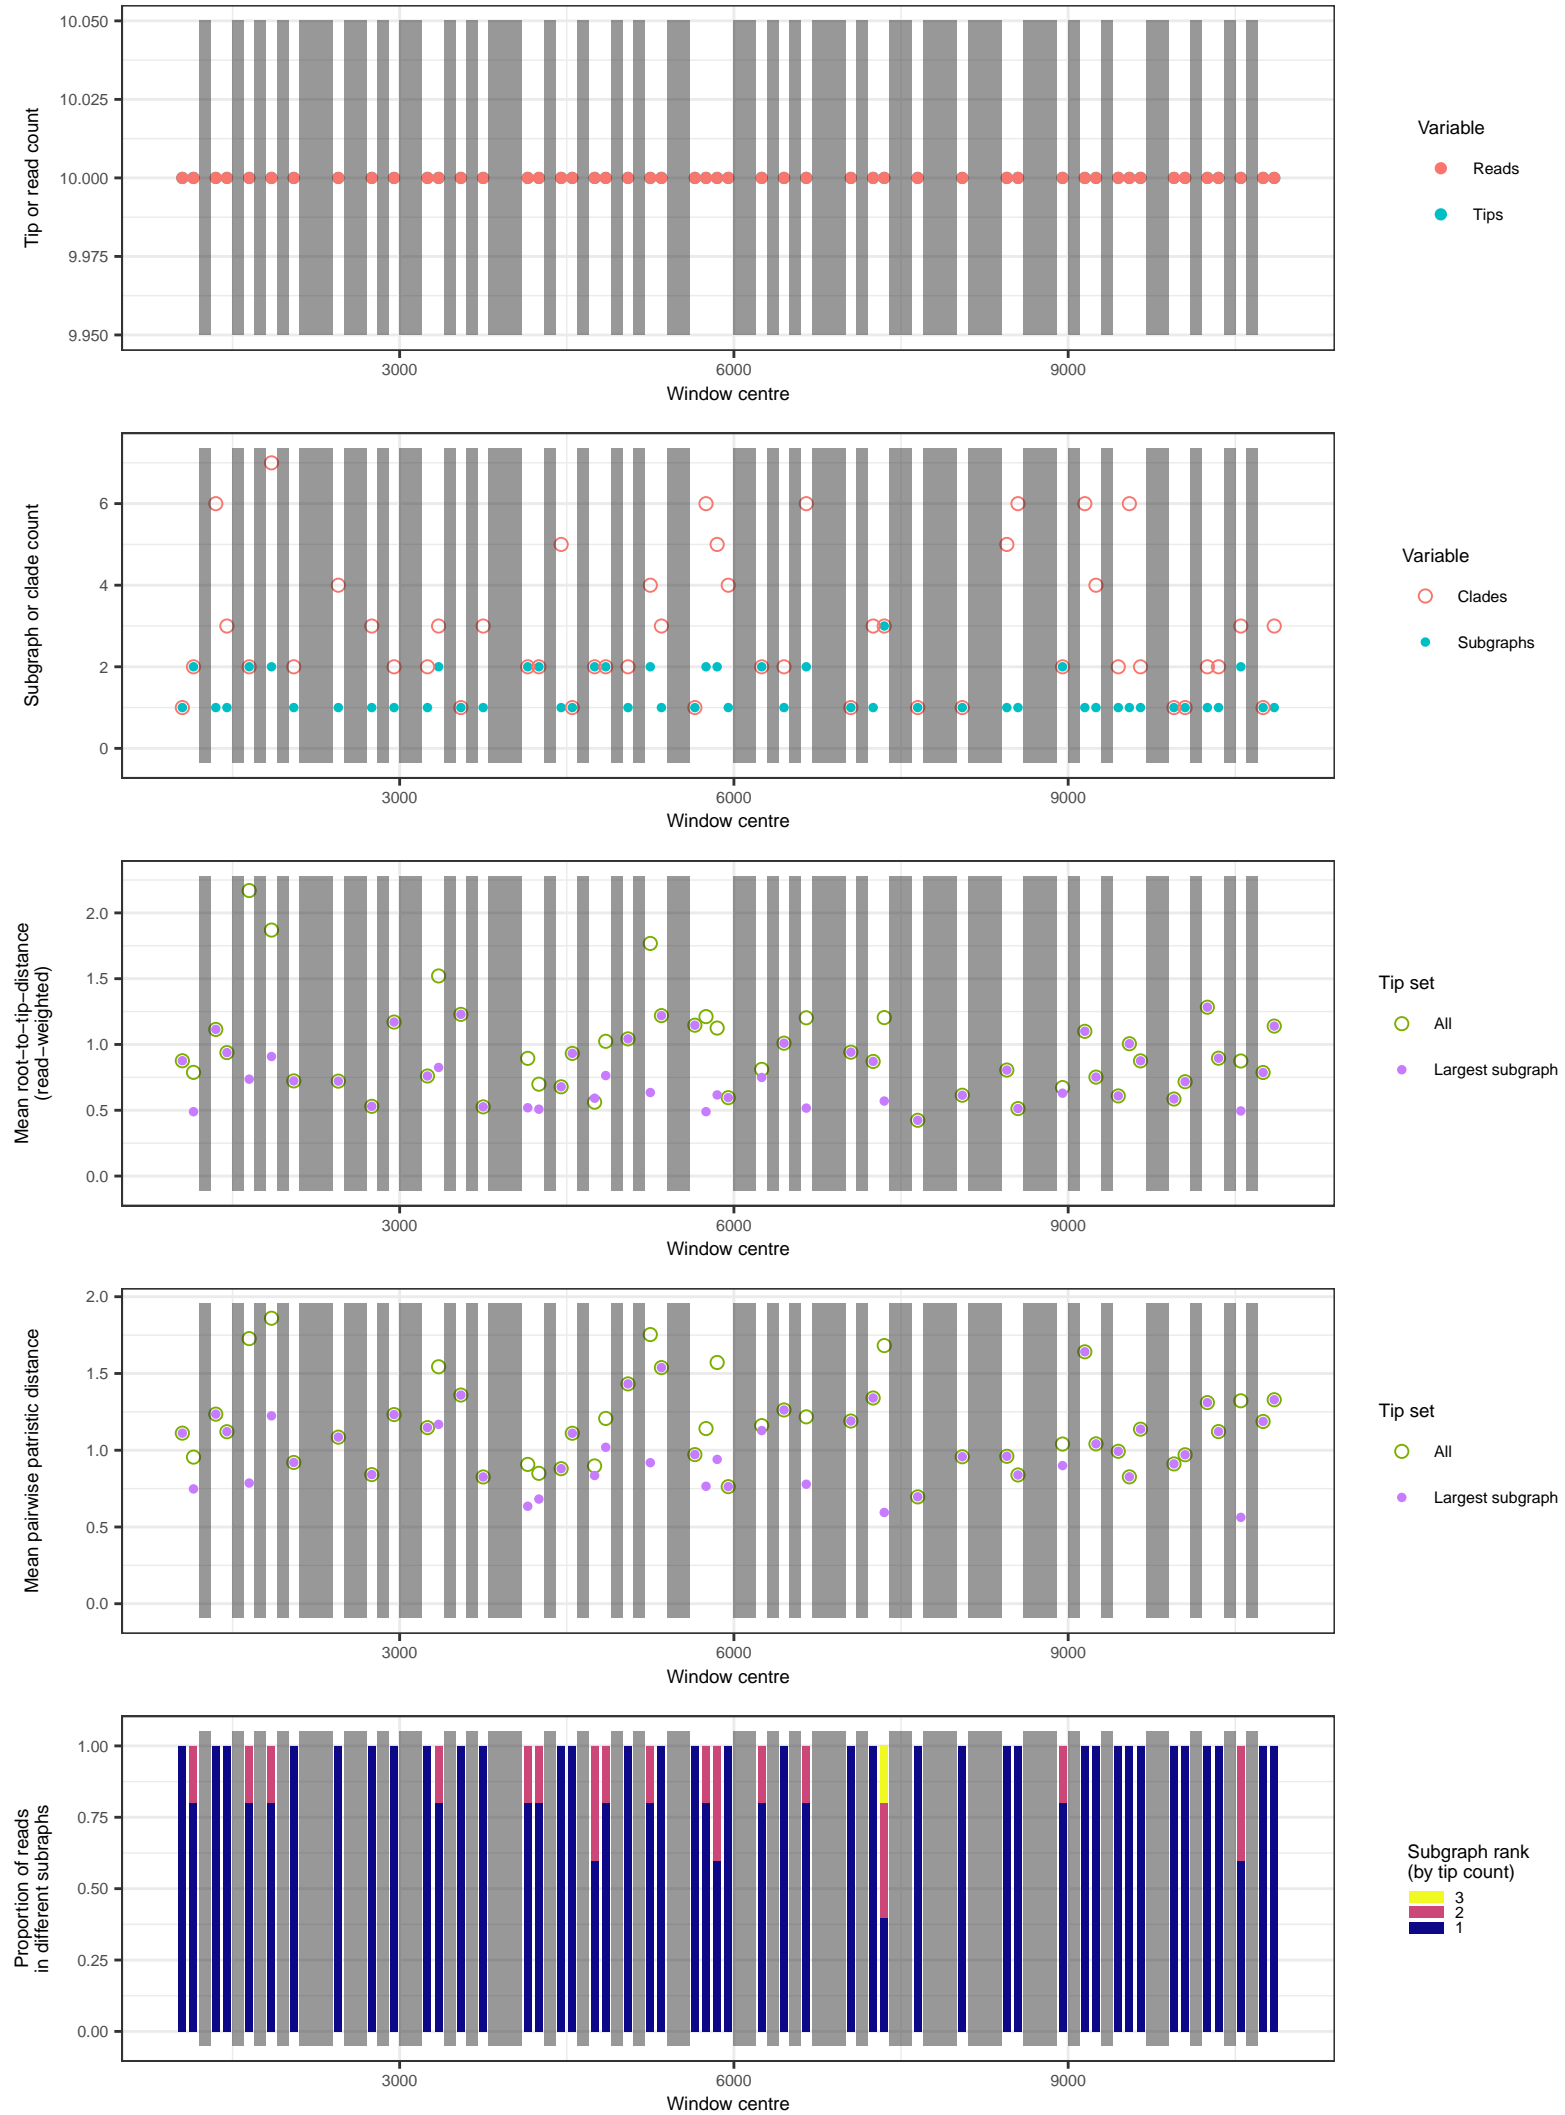 10.050
10.025
10.000
9.975
9.950
Tip or read count
3000
6000
9000
Window centre
Variable
Reads
Tips
6
4
2
0
Subgraph or clade count
3000
6000
9000
Window centre
Variable
Clades
Subgraphs
2.0
1.5
1.0
0.5
0.0
Mean root−to−tip−distance
(read−weighted)
3000
6000
9000
Window centre
Tip set
All
Largest subgraph
2.0
1.5
1.0
0.5
0.0
Mean pairwise patristic distance
3000
6000
9000
Window centre
Tip set
All
Largest subgraph
1.00
0.75
0.50
0.25
0.00
Proportion of reads
in different subraphs
3000
6000
9000
Window centre
Subgraph rank
(by tip count)
3
2
1